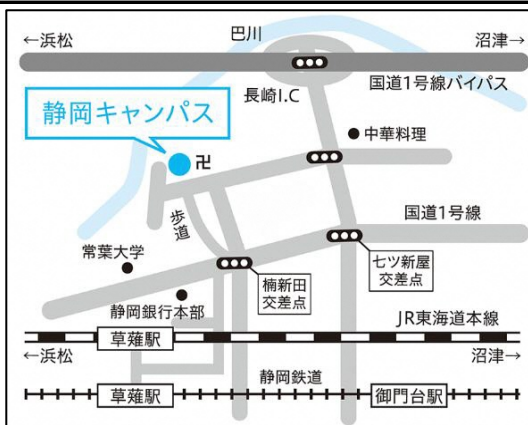 ←浜松
巴川
沼津→
国道1号線バイパス
長崎I.C
静岡キャンパス
中華料理
卍
歩道
国道1号線
常葉大学
楠新田
交差点
七ツ新屋
交差点
静岡銀行本部
JR東海道本線
草薙駅
←浜松
沼津→
静岡鉄道
草薙駅
御門台駅